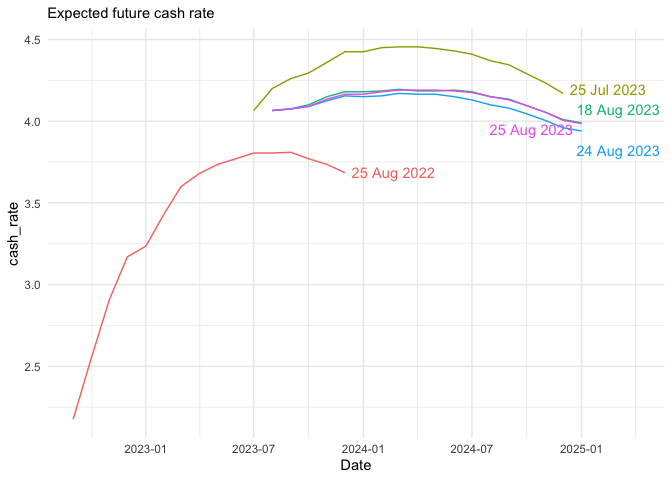 Expected future cash rate
cash_rate
4.5
4.0
3.5
3.0
2.5
25 Jul 2023
18 Aug 2023
25 Aug 2023
24 Aug 2023
25 Aug 2022
2023-01
2023-07
2024-01
2024-07
2025-01
Date